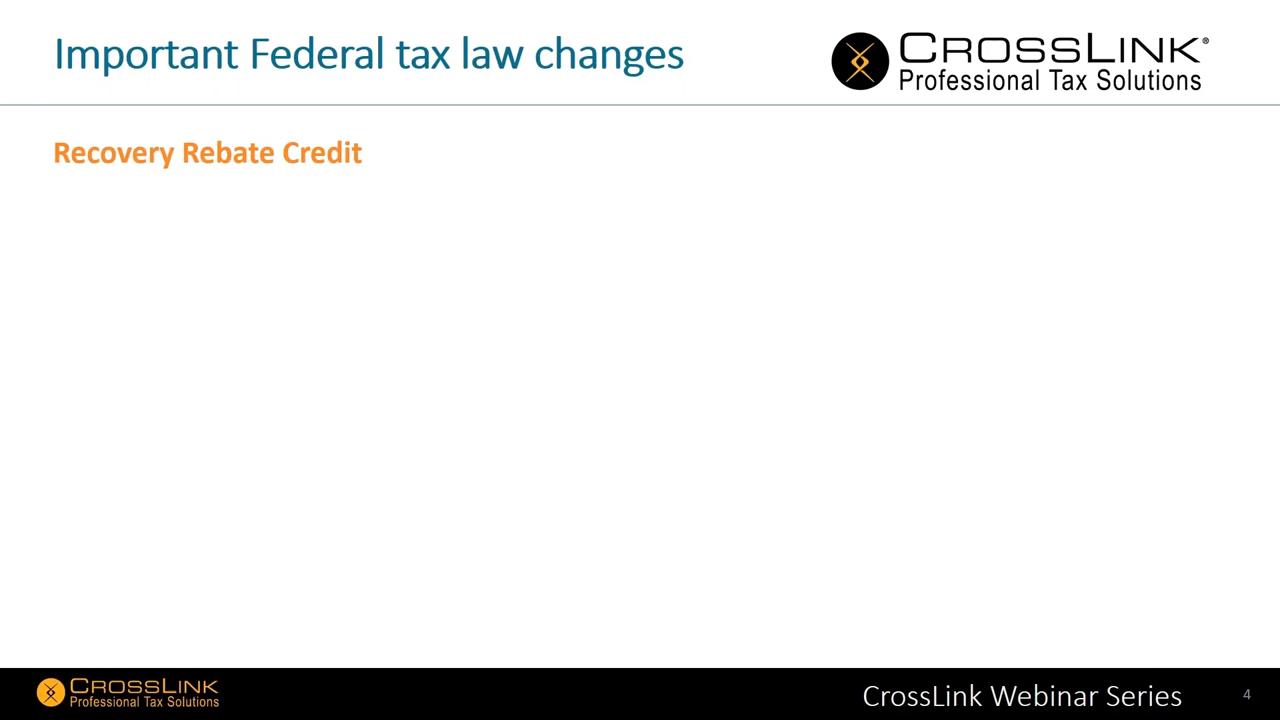 Important Federal tax law changes
CROSSLINK®
Professional Tax Solutions
Recovery Rebate Credit
CROSSLINK
Professional Tax Solutions
CrossLink Webinar Series
4